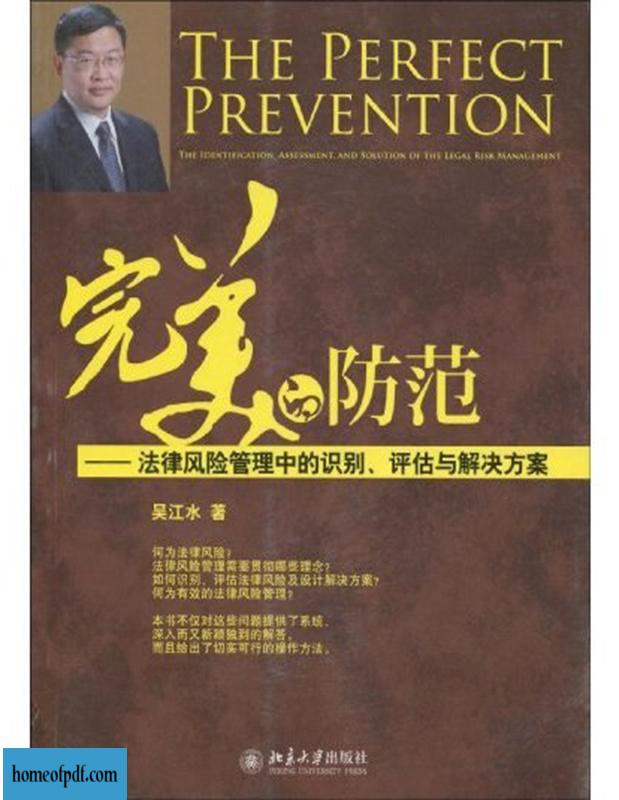 THE PERFECT
PREVENTION
THE IDENTIFICATION, ASSESSMENT, AND SOLUTION OF THE LEGAL RISK MANAGEMENT
完美的防范
——法律风险管理中的识别、评估与解决方案
吴江水 著
何为法律风险?
法律风险管理需要贯彻哪些理念?
如何识别、评估法律风险及设计解决方案?
何为有效的法律风险管理?
本书不仅对这些问题提供了系统、
深入而又新颖独到的解答,
而且给出了切实可行的操作方法。
北京大学出版社
PEKING UNIVERSITY PRESS
homeofpdf.com